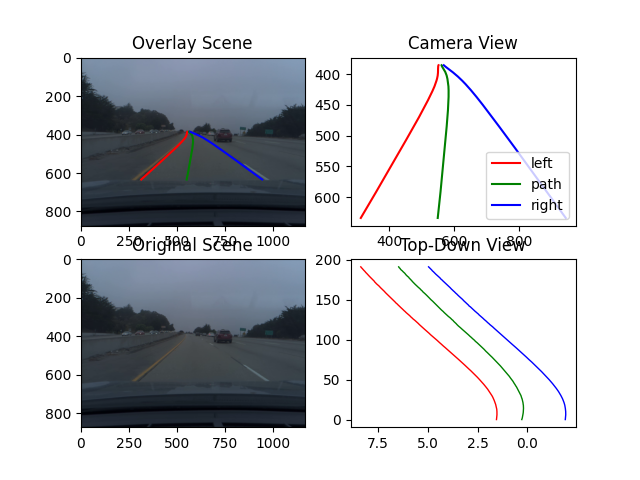 Overlay Scene
0
200
400
600
800
0 250 500 750 1000
Camera View
400
450
500
550
600
400 600 800
left
path
right
Original Scene
0
200
400
600
800
0 250 500 750 1000
Top-Down View
200
150
100
50
0
7.5 5.0 2.5 0.0